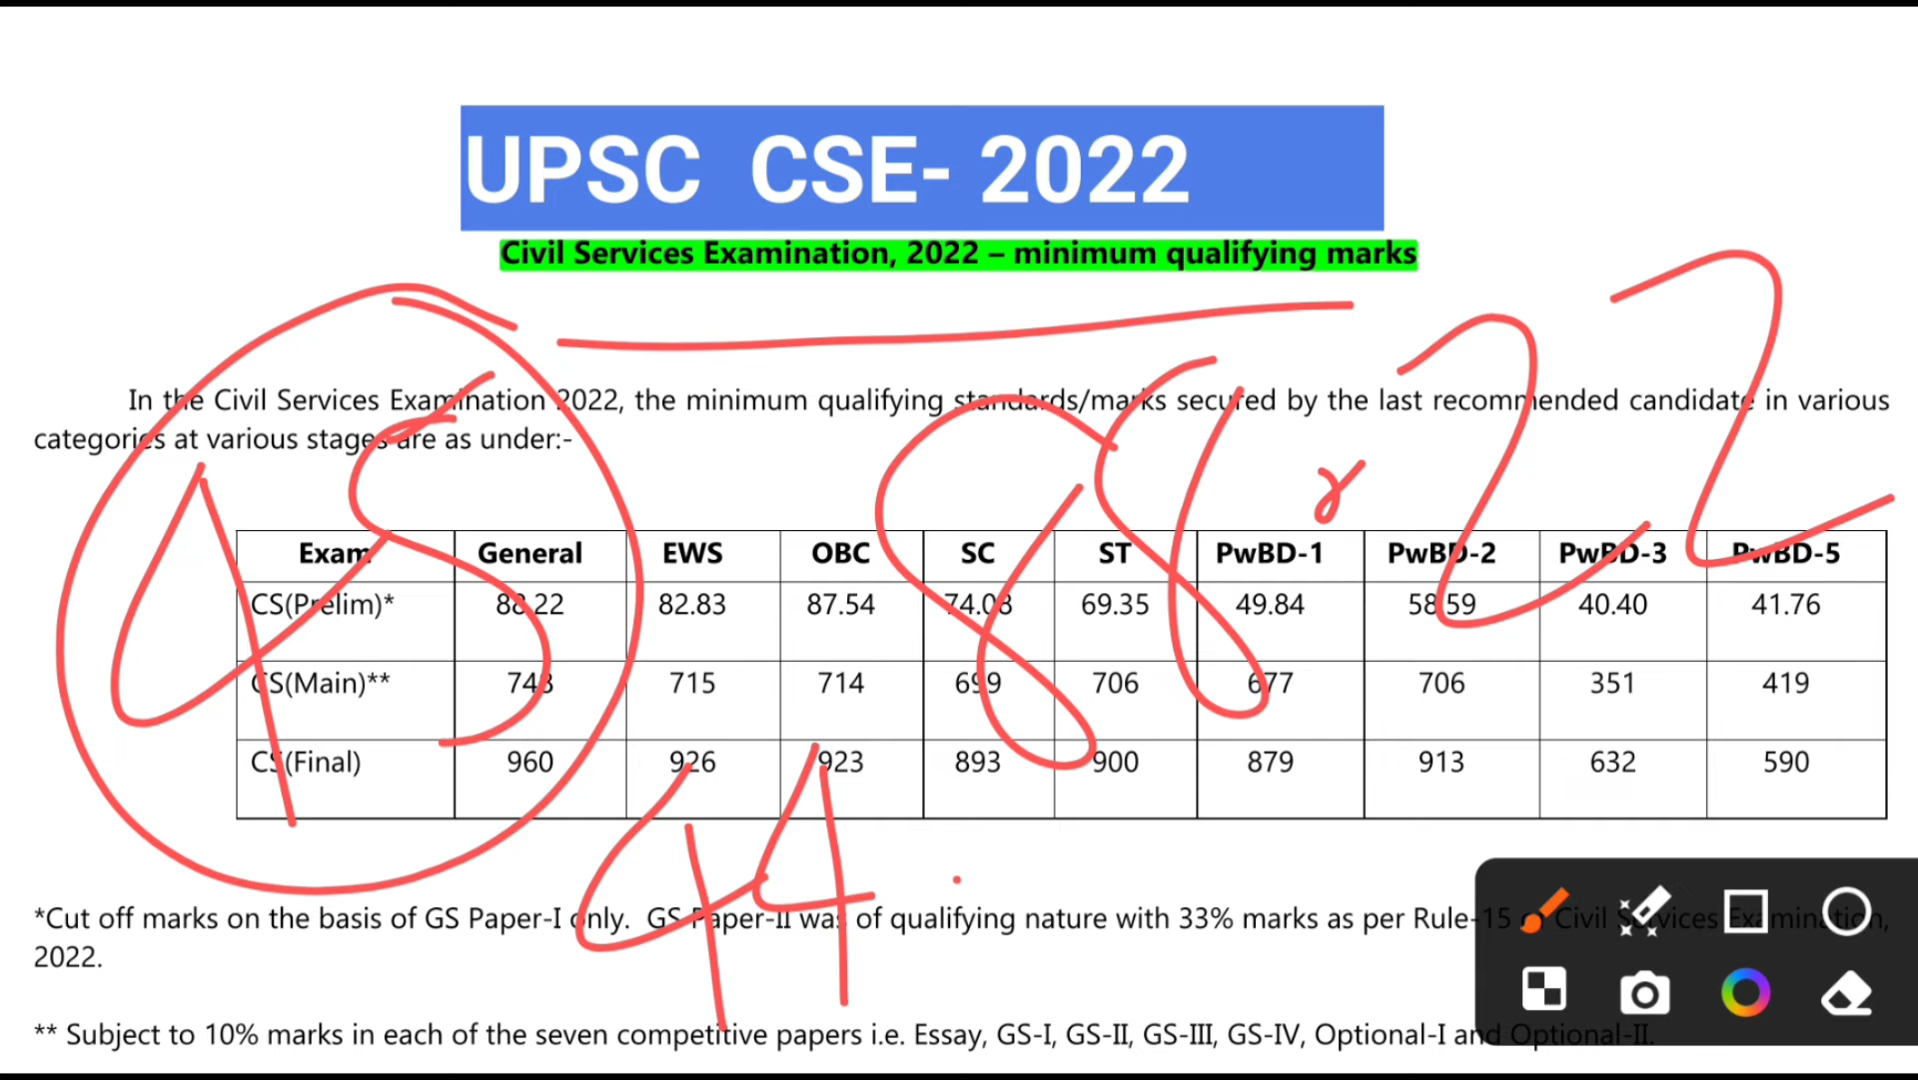 UPSC CSE- 2022
Civil Services Examination, 2022 – minimum qualifying marks
In the Civil Services Examination 2022, the minimum qualifying standards/marks secured by the last recommended candidate in various
categories at various stages are as under:-
Exam General EWS OBC SC ST PwBD-1 PwBD-2 PwBD-3 PwBD-5
CS(Prelim)* 88.22 82.83 87.54 74.08 69.35 49.84 58.59 40.40 41.76
CS(Main)** 748 715 714 699 706 677 706 351 419
CS(Final) 960 926 923 893 900 879 913 632 590
45
88.22
44
*Cut off marks on the basis of GS Paper-I only. GS Paper-II was of qualifying nature with 33% marks as per Rule-15 of Civil Services Examination,
2022.
** Subject to 10% marks in each of the seven competitive papers i.e. Essay, GS-I, GS-II, GS-III, GS-IV, Optional-I and Optional-II.